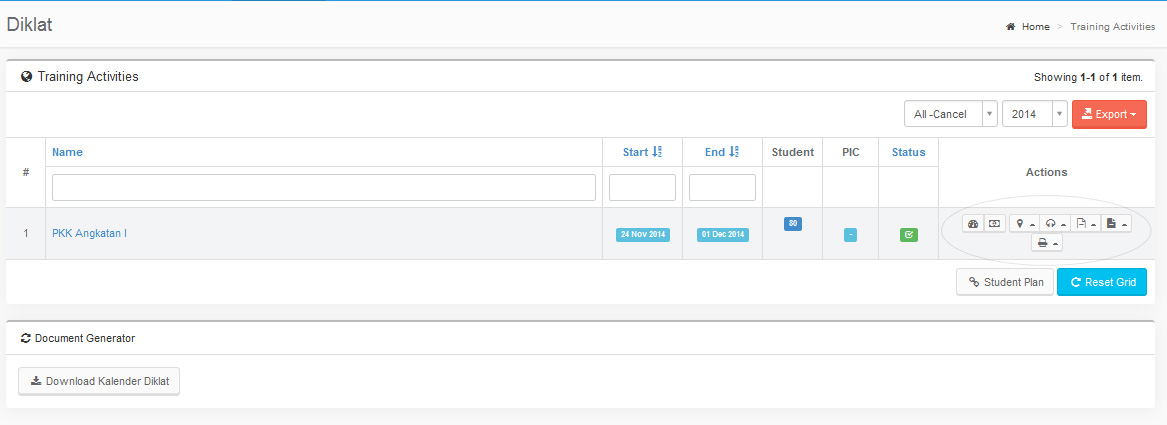 Diklat
Home > Training Activities
Training Activities
Showing 1-1 of 1 item.
All -Cancel
2014
Export
#
Name
Start
End
Student
PIC
Status
Actions
1
PKK Angkatan I
24 Nov 2014
01 Dec 2014
-
Student Plan
Reset Grid
Document Generator
Download Kalender Diklat